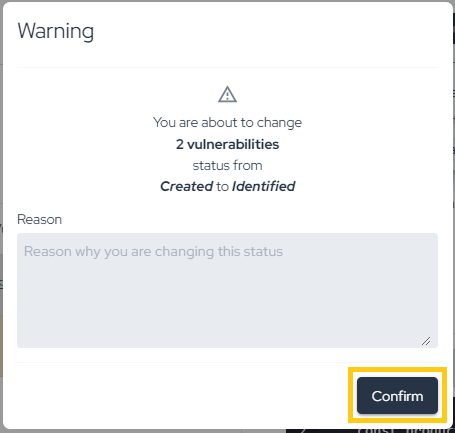 Warning
You are about to change
2 vulnerabilities
status from
Created to Identified
Reason
Reason why you are changing this status
Confirm